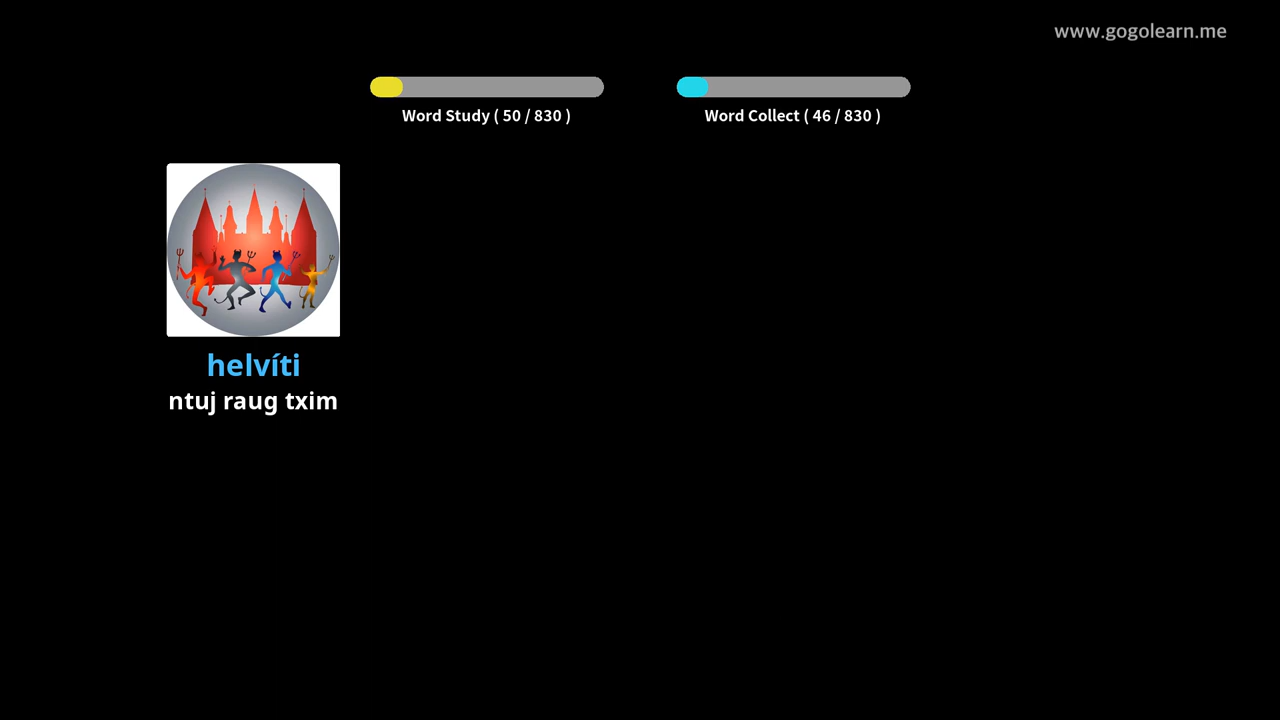 www.gogolearn.me
Word Study ( 50 / 830 )
Word Collect ( 46 / 830 )
helvíti
ntuj raug txim